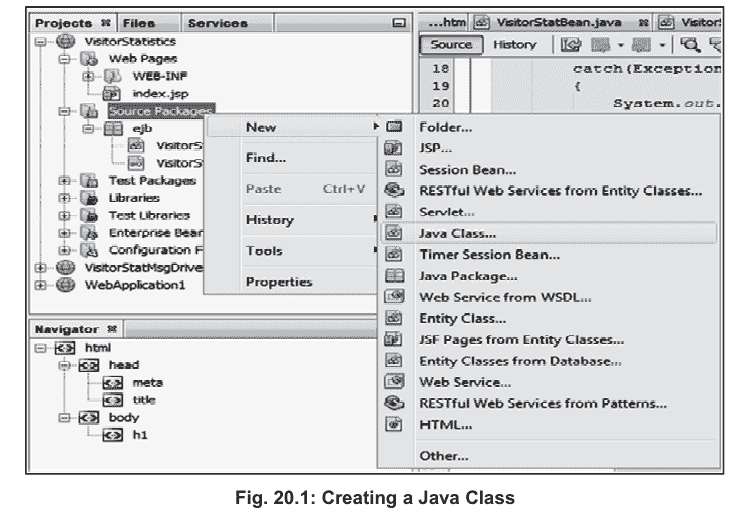 Projects Files Services
VisitorStatistics
Web Pages
WEB-INF
index.jsp
Source Packages
ejb
VisitorS
VisitorS
Test Packages
Libraries
Test Libraries
Enterprise Bear
Configuration F
VisitorStatMsgDrive
WebApplication1
Navigator
html
head
meta
title
body
h1
...htm VisitorStatBean.java Visitor
Source History
18 catch(Exception
19 {
20 System.out.
New
Find...
Paste Ctrl+V
History
Tools
Properties
Folder...
JSP...
Session Bean...
RESTful Web Services from Entity Classes...
Servlet...
Java Class...
Timer Session Bean...
Java Package...
Web Service from WSDL...
Entity Class...
JSF Pages from Entity Classes...
Entity Classes from Database...
Web Service...
RESTful Web Services from Patterns...
HTML...
Other...
Fig. 20.1: Creating a Java Class